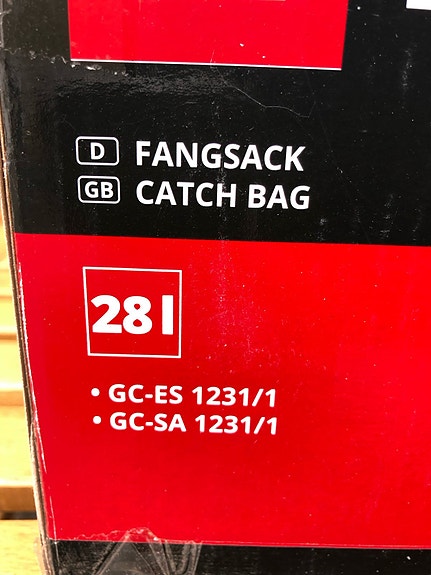 D FANGSACK
GB CATCH BAG
28 l
• GC-ES 1231/1
• GC-SA 1231/1